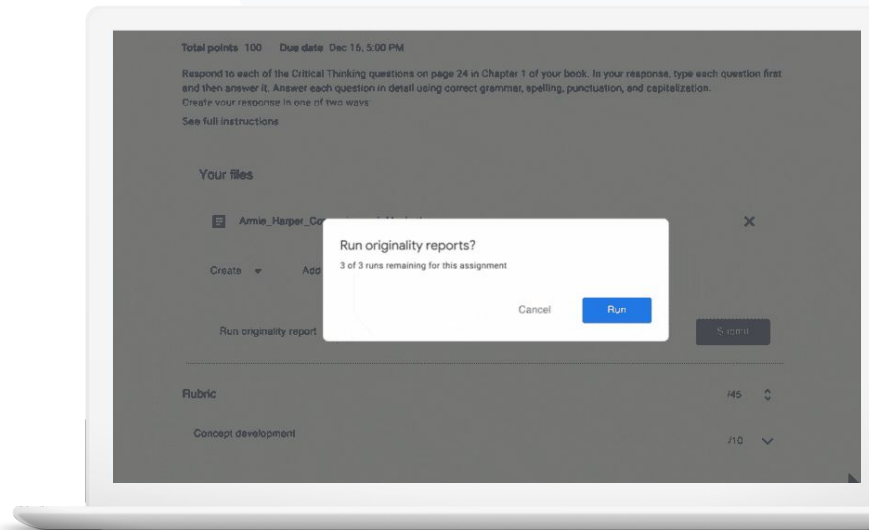 Total points 100 Due date Dec 15, 5:00 PM
Respond to each of the Critical Thinking questions on page 24 in Chapter 1 of your book. In your response, type each question first
and then answer it. Answer each question in detail using correct grammar, spelling, punctuation, and capitalization.
Create your response in one of two ways:
See full instructions
Your files
Armie_Harper_Co
Run originality reports?
3 of 3 runs remaining for this assignment
Create Add
Cancel Run
Run originality report Submit
Rubric /45
Concept development /10